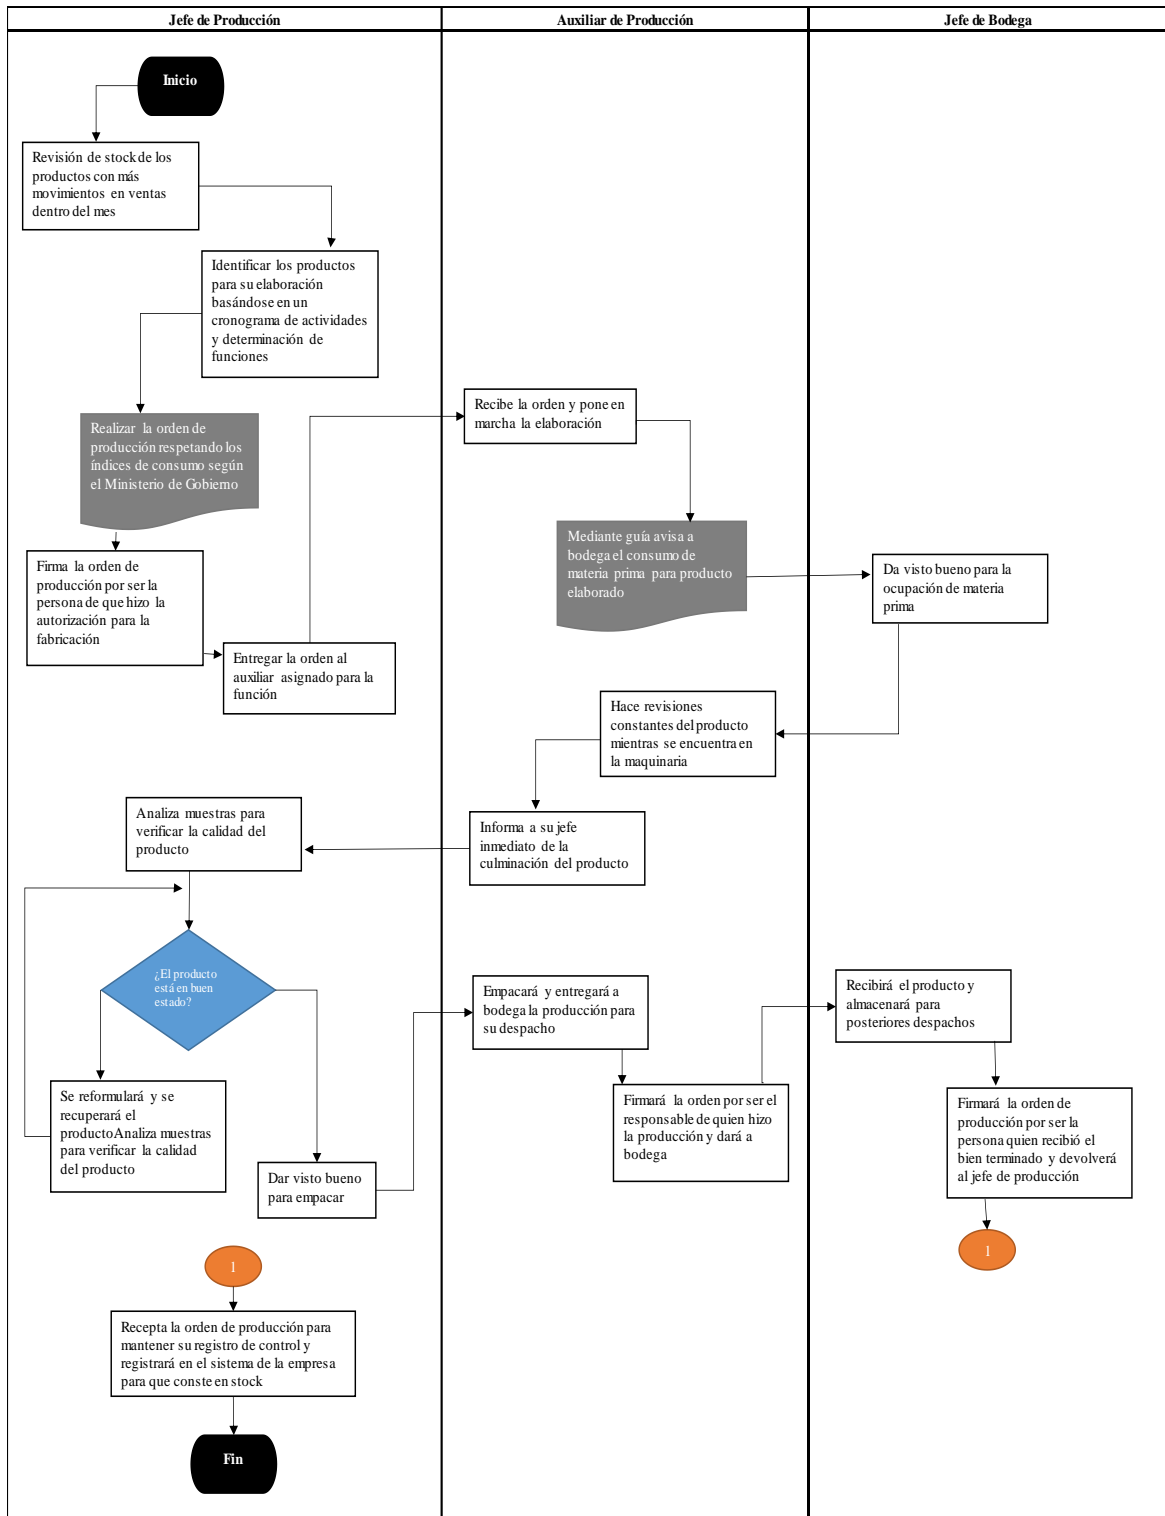 Jefe de Producción
Auxiliar de Producción
Jefe de Bodega
Inicio
Revisión de stock de los
productos con más
movimientos en ventas
dentro del mes
Identificar los productos
para su elaboración
basándose en un
cronograma de actividades
y determinación de
funciones
Realizar la orden de
producción respetando los
índices de consumo según
el Ministerio de Gobierno
Firma la orden de
producción por ser la
persona de que hizo la
autorización para la
fabricación
Entregar la orden al
auxiliar asignado para la
función
Recibe la orden y pone en
marcha la elaboración
Mediante guía avisa a
bodega el consumo de
materia prima para producto
elaborado
Da visto bueno para la
ocupación de materia
prima
Hace revisiones
constantes del producto
mientras se encuentra en
la maquinaria
Informa a su jefe
inmediato de la
culminación del producto
Analiza muestras para
verificar la calidad del
producto
¿El producto
está en buen
estado?
Se reformulará y se
recuperará el
productoAnaliza muestras
para verificar la calidad
del producto
Dar visto bueno
para empacar
Empacará y entregará a
bodega la producción para
su despacho
Firmará la orden por ser el
responsable de quien hizo
la producción y dará a
bodega
Recibirá el producto y
almacenará para
posteriores despachos
Firmará la orden de
producción por ser la
persona quien recibió el
bien terminado y devolverá
al jefe de producción
1
1
Recepta la orden de producción para
mantener su registro de control y
registrará en el sistema de la empresa
para que conste en stock
Fin